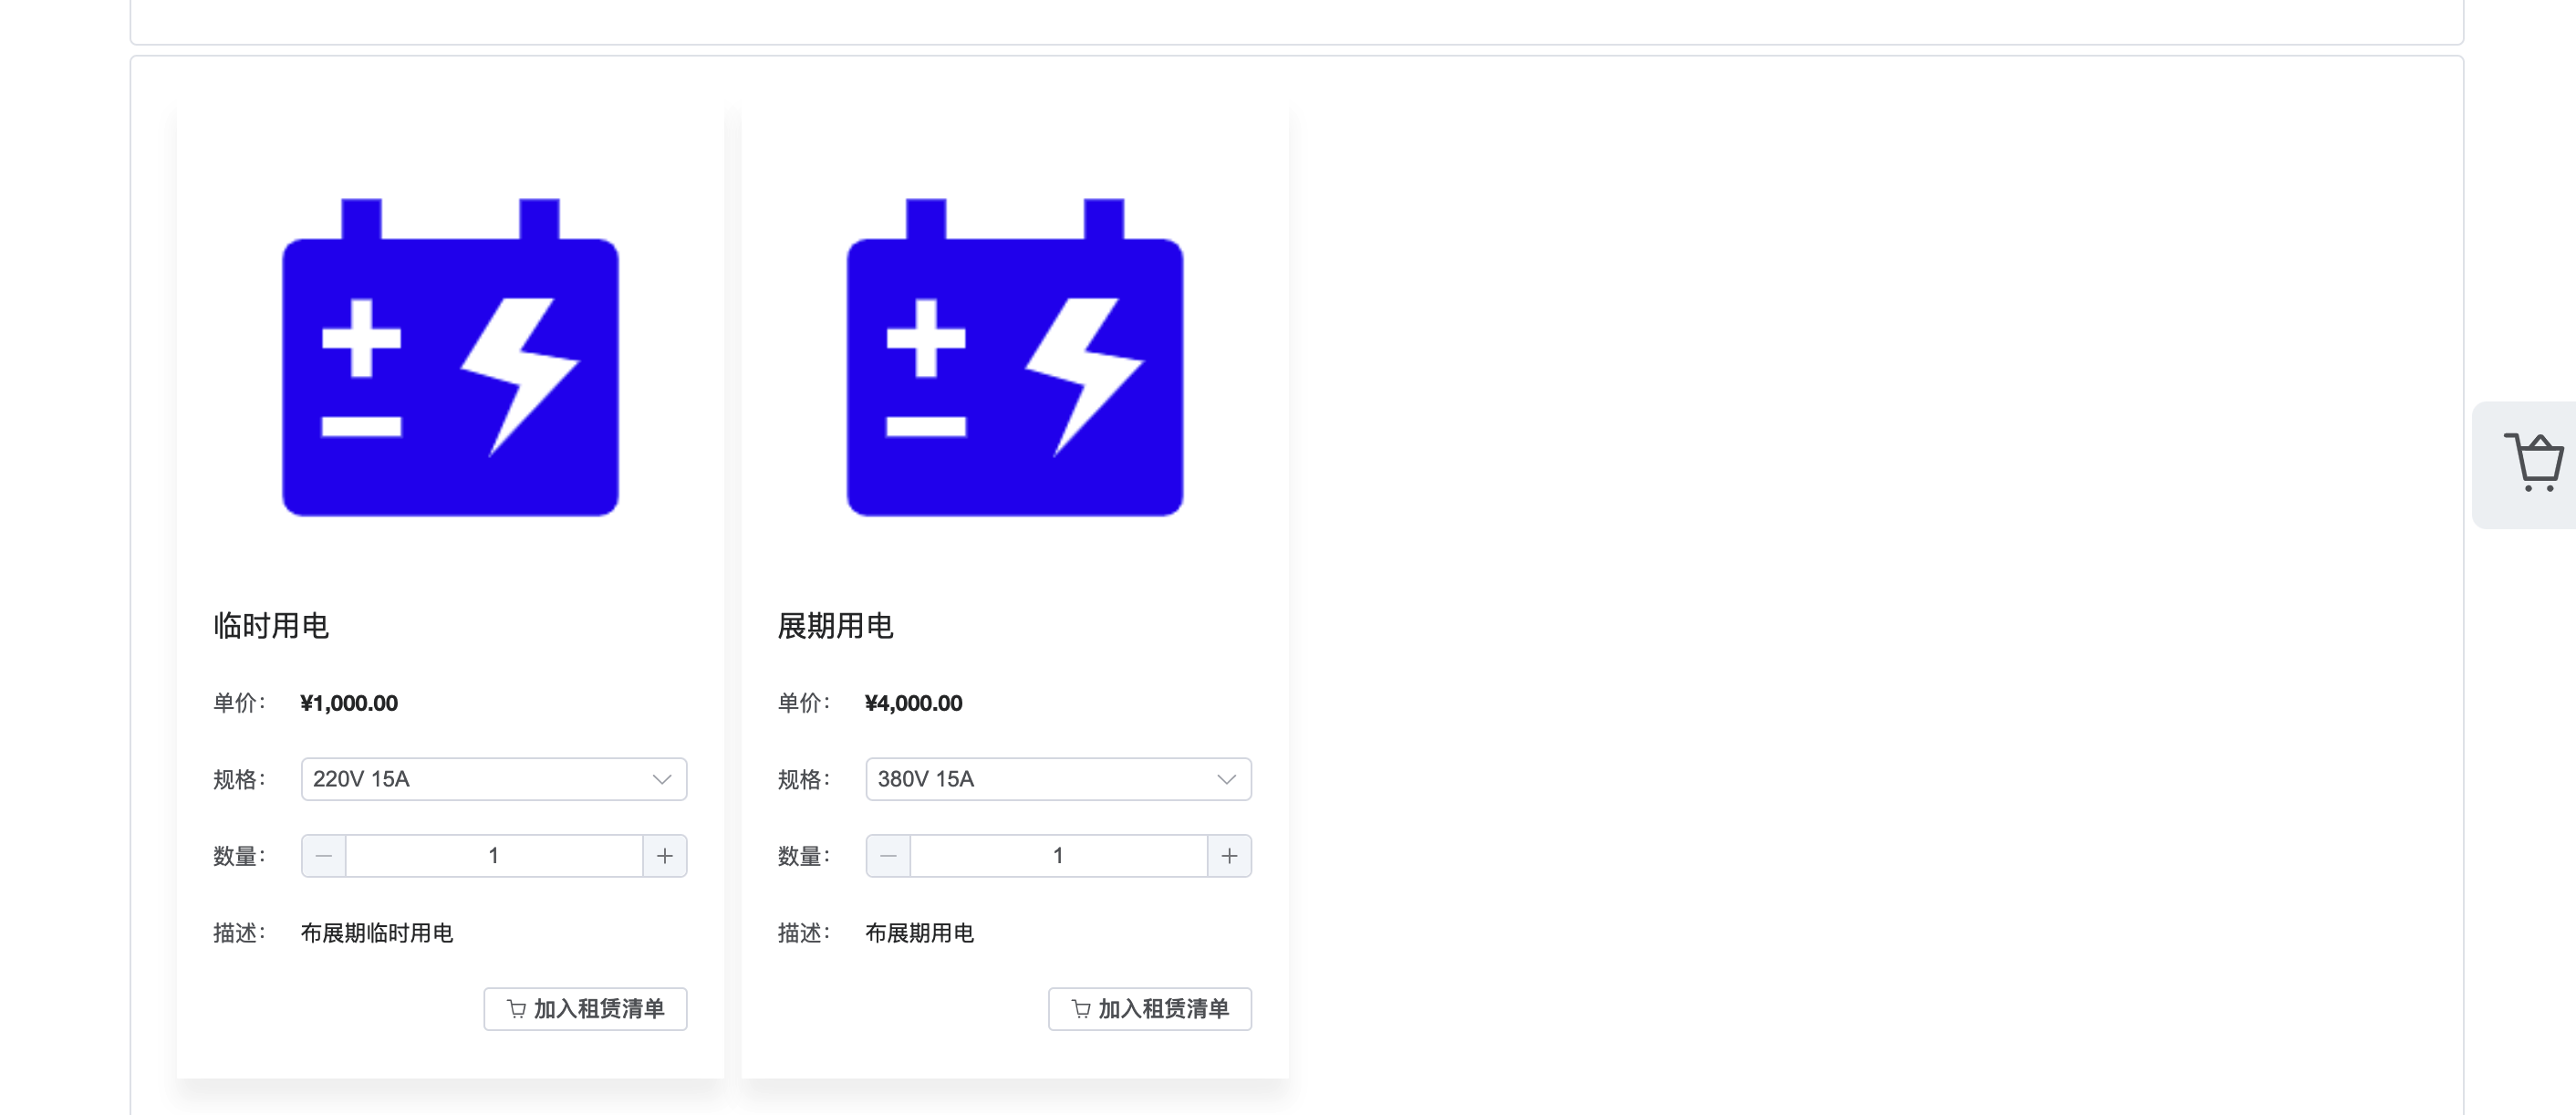 临时用电
单价： ¥1,000.00
规格： 220V 15A
数量： 1
描述： 布展期临时用电
加入租赁清单
展期用电
单价： ¥4,000.00
规格： 380V 15A
数量： 1
描述： 布展期用电
加入租赁清单